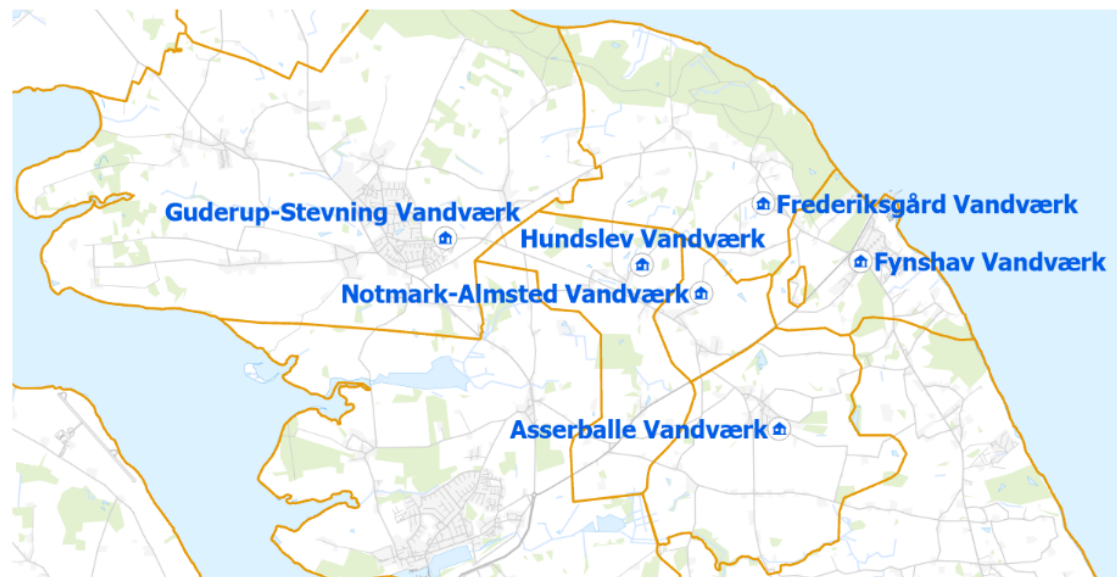 Frederiksgård Vandværk
Guderup-Stevning Vandværk
Hundslev Vandværk
Fynshav Vandværk
Notmark-Almsted Vandværk
Asserballe Vandværk